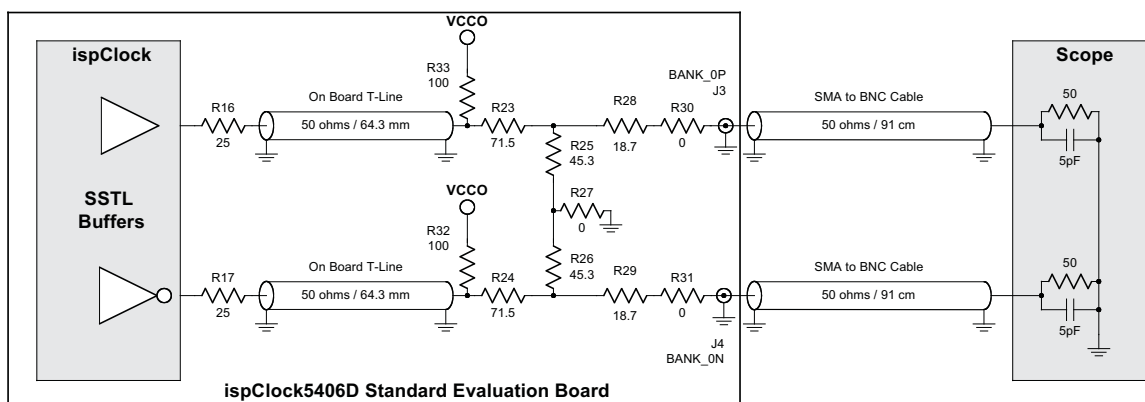 ispClock
SSTL
Buffers
R16
25
On Board T-Line
50 ohms / 64.3 mm
VCCO
R33
100
R23
71.5
R25
45.3
R27
0
R28
18.7
R30
0
BANK_0P
J3
SMA to BNC Cable
50 ohms / 91 cm
Scope
50
5pF
R17
25
On Board T-Line
50 ohms / 64.3 mm
VCCO
R32
100
R24
71.5
R26
45.3
R29
18.7
R31
0
J4
BANK_0N
SMA to BNC Cable
50 ohms / 91 cm
50
5pF
ispClock5406D Standard Evaluation Board